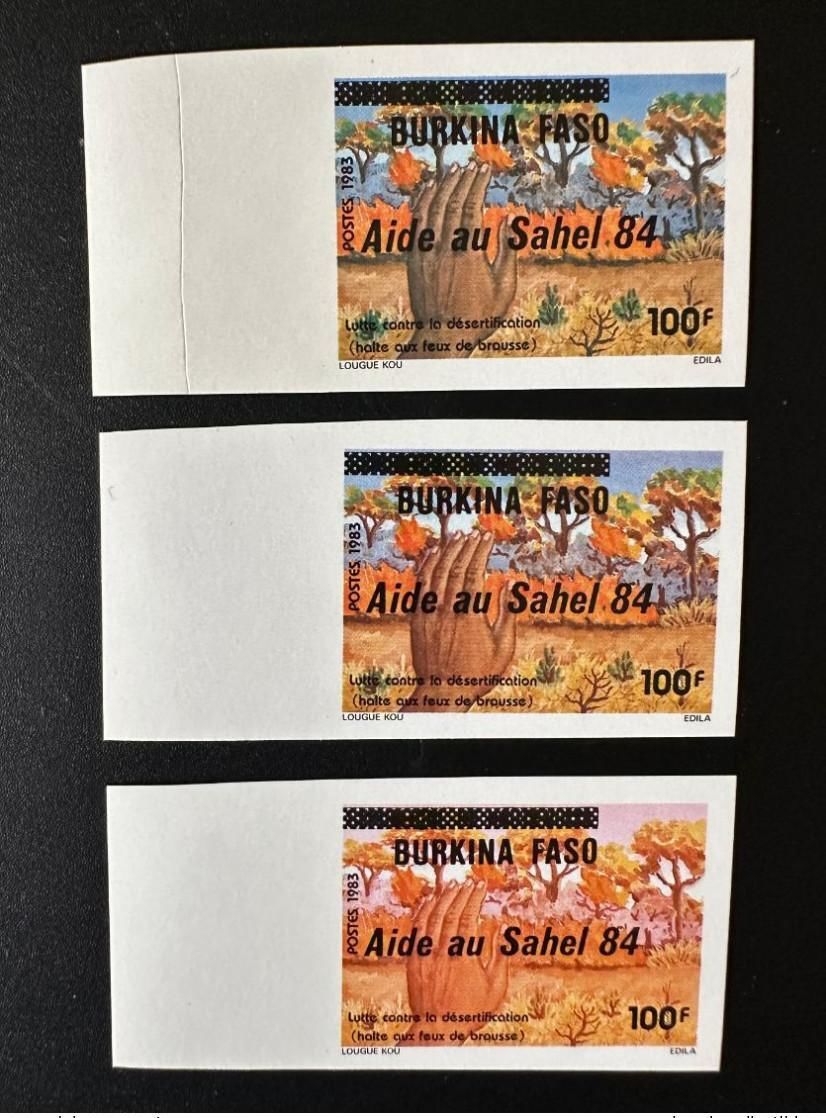 BURKINA FASO
POSTES 1983
Aide au Sahel 84
Lutte contre la désertification
(halte aux feux de brousse)
100F
LOUGUE KOU
EDILA
BURKINA FASO
POSTES 1983
Aide au Sahel 84
Lutte contre la désertification
(halte aux feux de brousse)
100F
LOUGUE KOU
EDILA
BURKINA FASO
POSTES 1983
Aide au Sahel 84
Lutte contre la désertification
(halte aux feux de brousse)
100F
LOUGUE KOU
EDILA